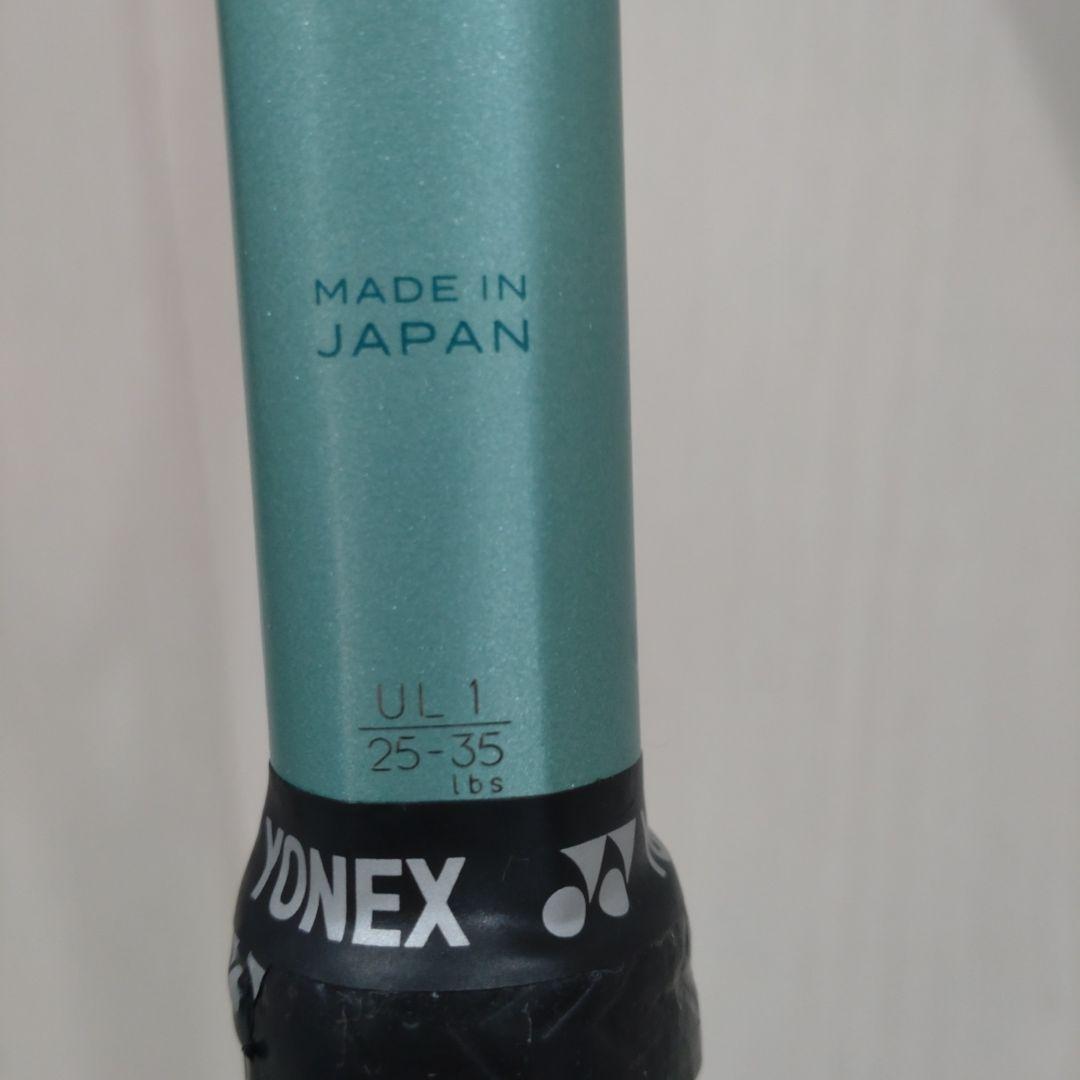 MADE IN
JAPAN
UL 1
25-35
lbs
YONEX